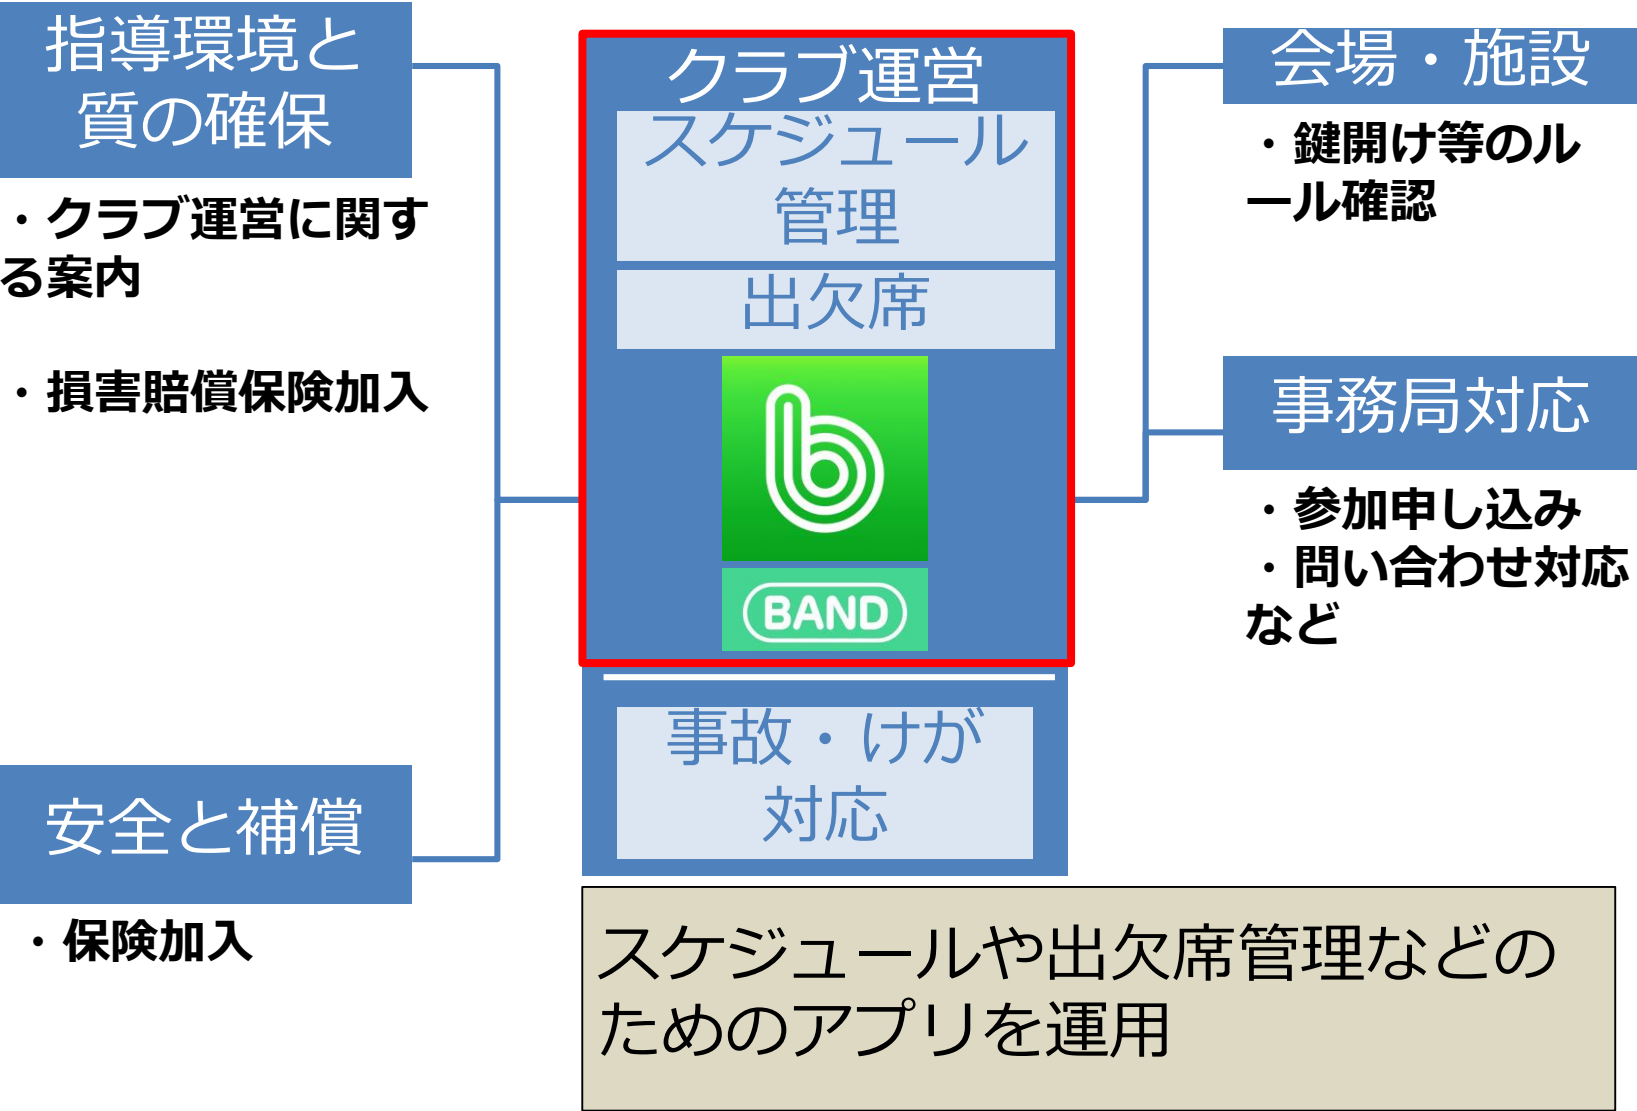 指導環境と
質の確保
・クラブ運営に関す
る案内
・損害賠償保険加入
安全と補償
・保険加入
クラブ運営
スケジュール
管理
出欠席
BAND
事故・けが
対応
会場・施設
・鍵開け等のル
ール確認
事務局対応
・参加申し込み
・問い合わせ対応
など
スケジュールや出欠席管理などの
ためのアプリを運用